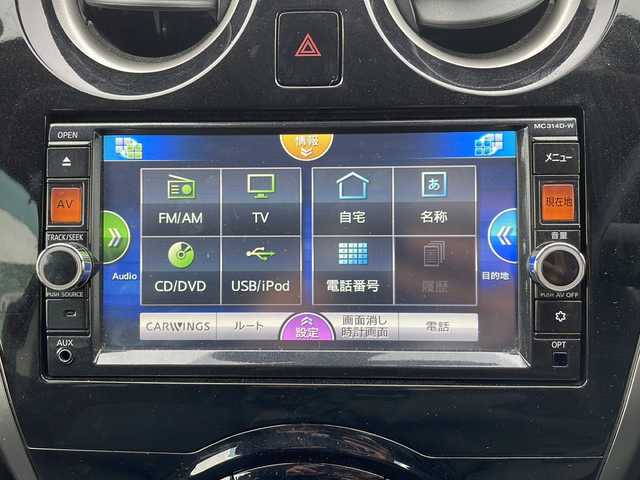 OPEN
MC314D-W
AV
TRACK/SEEK
PUSH SOURCE
AUX
情報
FM/AM
TV
自宅
あ
名称
Audio
目的地
CD/DVD
USB/iPod
電話番号
履歴
CARWINGS
ルート
設定
画面消し
時計画面
電話
メニュー
現在地
音量
PUSH AV OFF
OPT